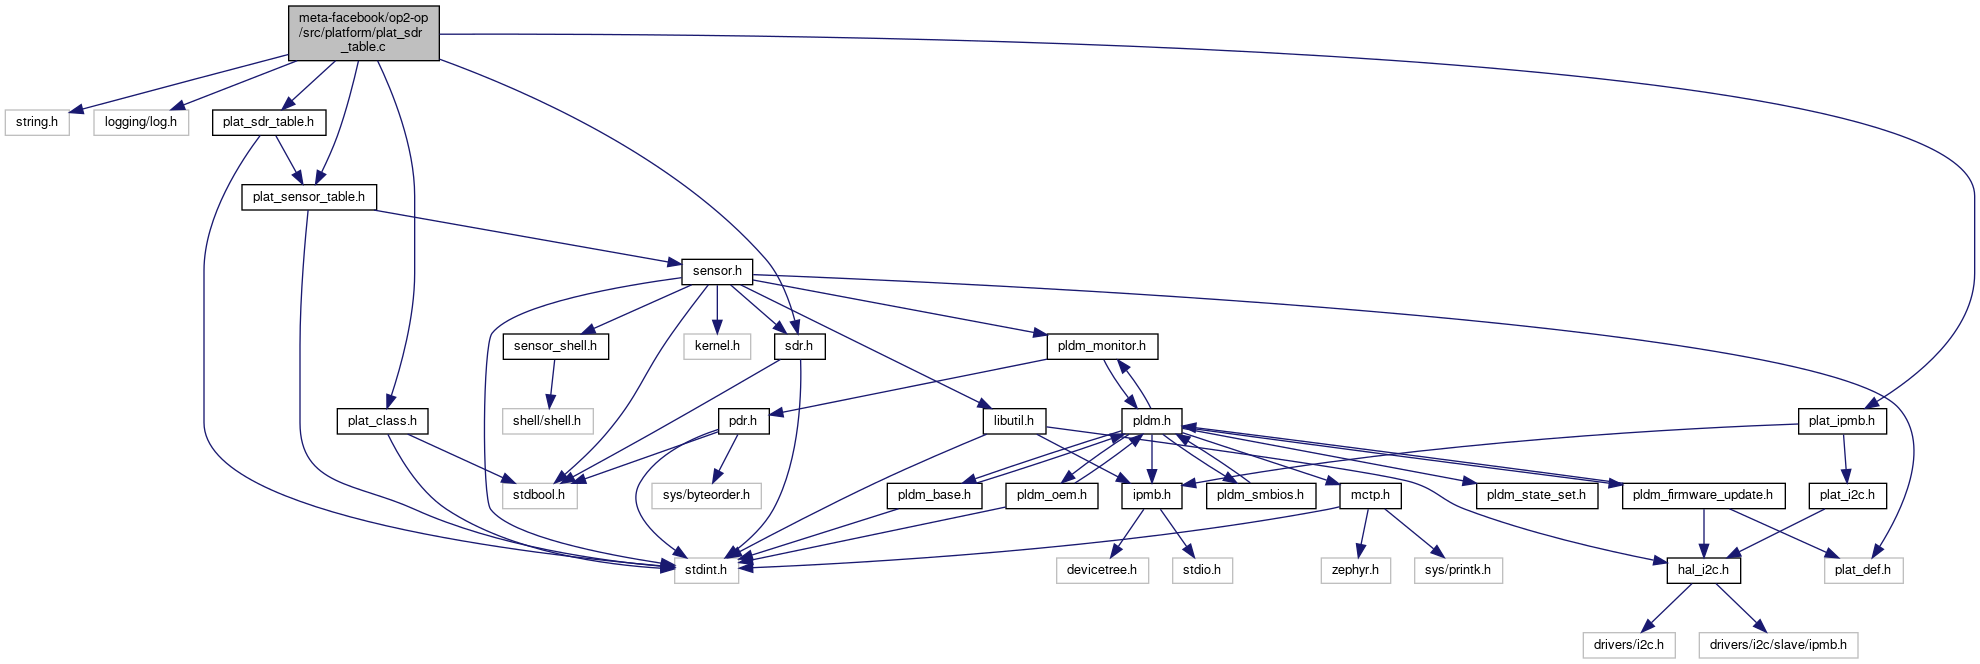 meta-facebook/op2-op
/src/platform/plat_sdr
_table.c
string.h
logging/log.h
plat_sdr_table.h
plat_sensor_table.h
sensor.h
sensor_shell.h
kernel.h
sdr.h
pldm_monitor.h
plat_class.h
shell/shell.h
pdr.h
libutil.h
pldm.h
plat_ipmb.h
stdbool.h
sys/byteorder.h
pldm_base.h
pldm_oem.h
ipmb.h
pldm_smbios.h
mctp.h
pldm_state_set.h
pldm_firmware_update.h
plat_i2c.h
stdint.h
devicetree.h
stdio.h
zephyr.h
sys/printk.h
hal_i2c.h
plat_def.h
drivers/i2c.h
drivers/i2c/slave/ipmb.h